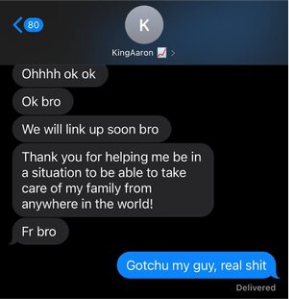 80
K
KingAaron 📈 >
Ohhhh ok ok
Ok bro
We will link up soon bro
Thank you for helping me be in
a situation to be able to take
care of my family from
anywhere in the world!
Fr bro
Gotchu my guy, real shit
Delivered